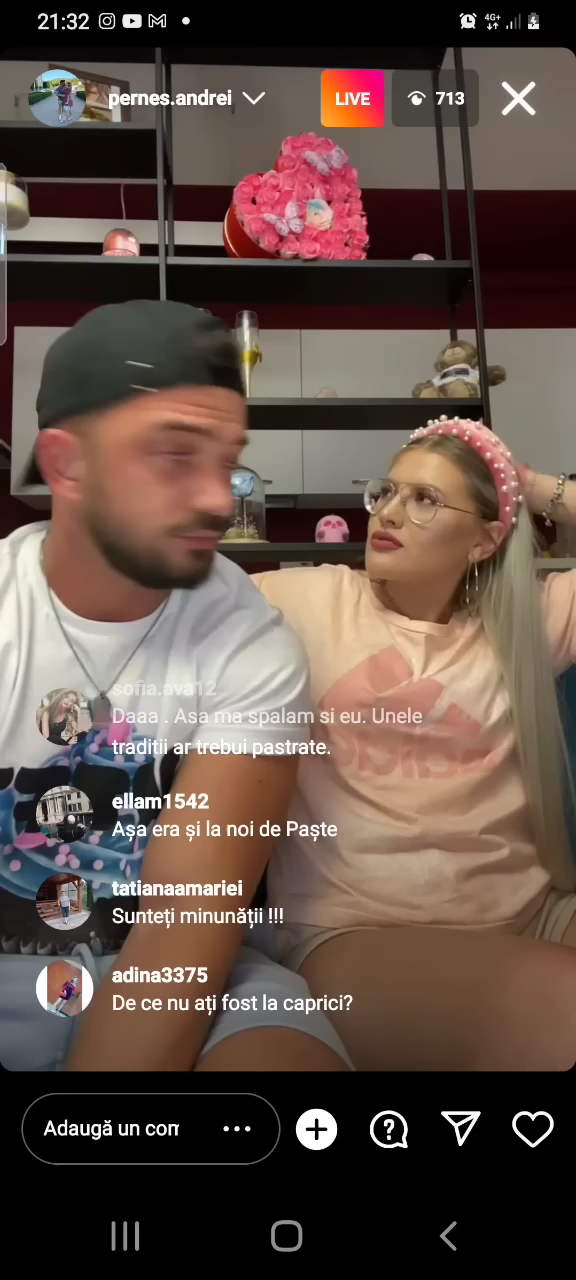 21:32
4G+
pernes.andrei
LIVE
713
sofia.ava12
Daaa . Asa ma spalam si eu. Unele
traditii ar trebui pastrate.
ellam1542
Așa era și la noi de Paște
tatianaamariei
Sunteți minunății !!!
adina3375
De ce nu ați fost la caprici?
Adaugă un com